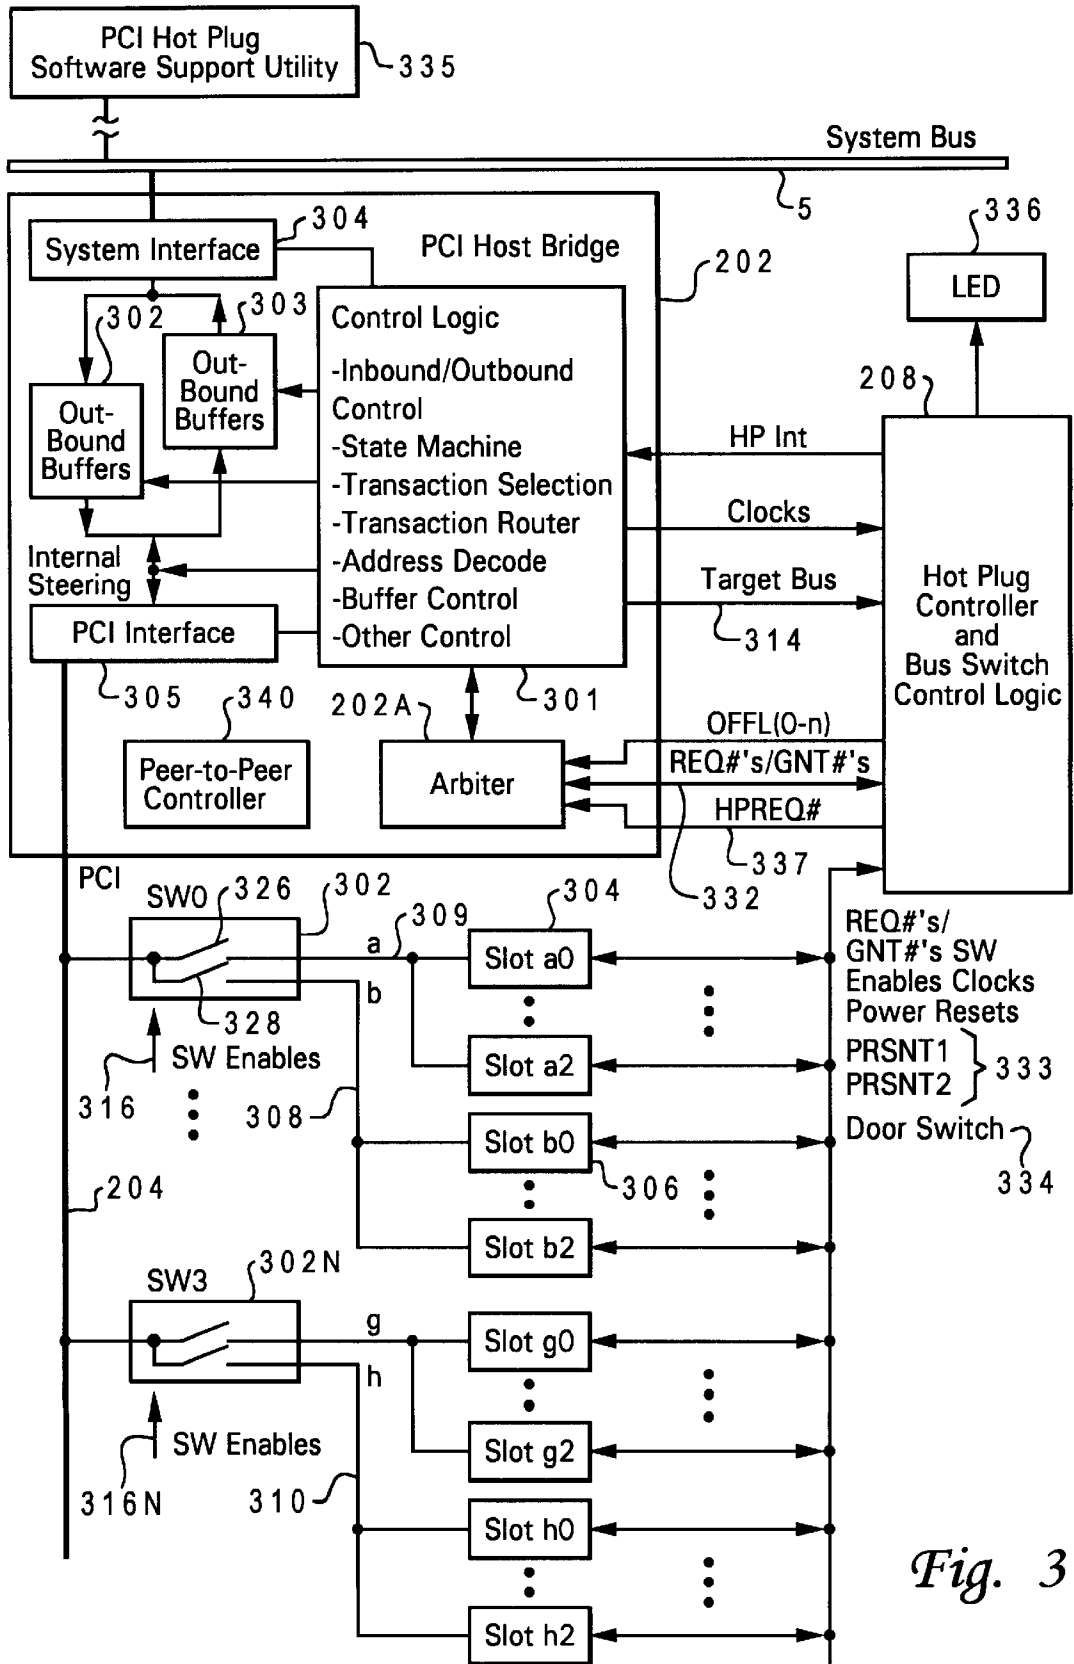 PCI Hot Plug
Software Support Utility
335
System Bus
5
336
LED
304
System Interface
PCI Host Bridge
202
302
303
Out-
Bound
Buffers
Out-
Bound
Buffers
Control Logic
-Inbound/Outbound
Control
-State Machine
-Transaction Selection
-Transaction Router
-Address Decode
-Buffer Control
-Other Control
208
HP Int
Clocks
Target Bus
314
Hot Plug
Controller
and
Bus Switch
Control Logic
Internal
Steering
PCI Interface
305
340
202A
301
Peer-to-Peer
Controller
Arbiter
OFFL(0-n)
REQ#'s/GNT#'s
HPREQ#
337
332
PCI
SW0
326
302
309
304
a
b
328
316
SW Enables
308
Slot a0
Slot a2
Slot b0
306
Slot b2
REQ#'s/
GNT#'s SW
Enables Clocks
Power Resets
PRSNT1
PRSNT2
333
Door Switch
334
204
SW3
302N
g
h
SW Enables
316N
310
Slot g0
Slot g2
Slot h0
Slot h2
Fig. 3